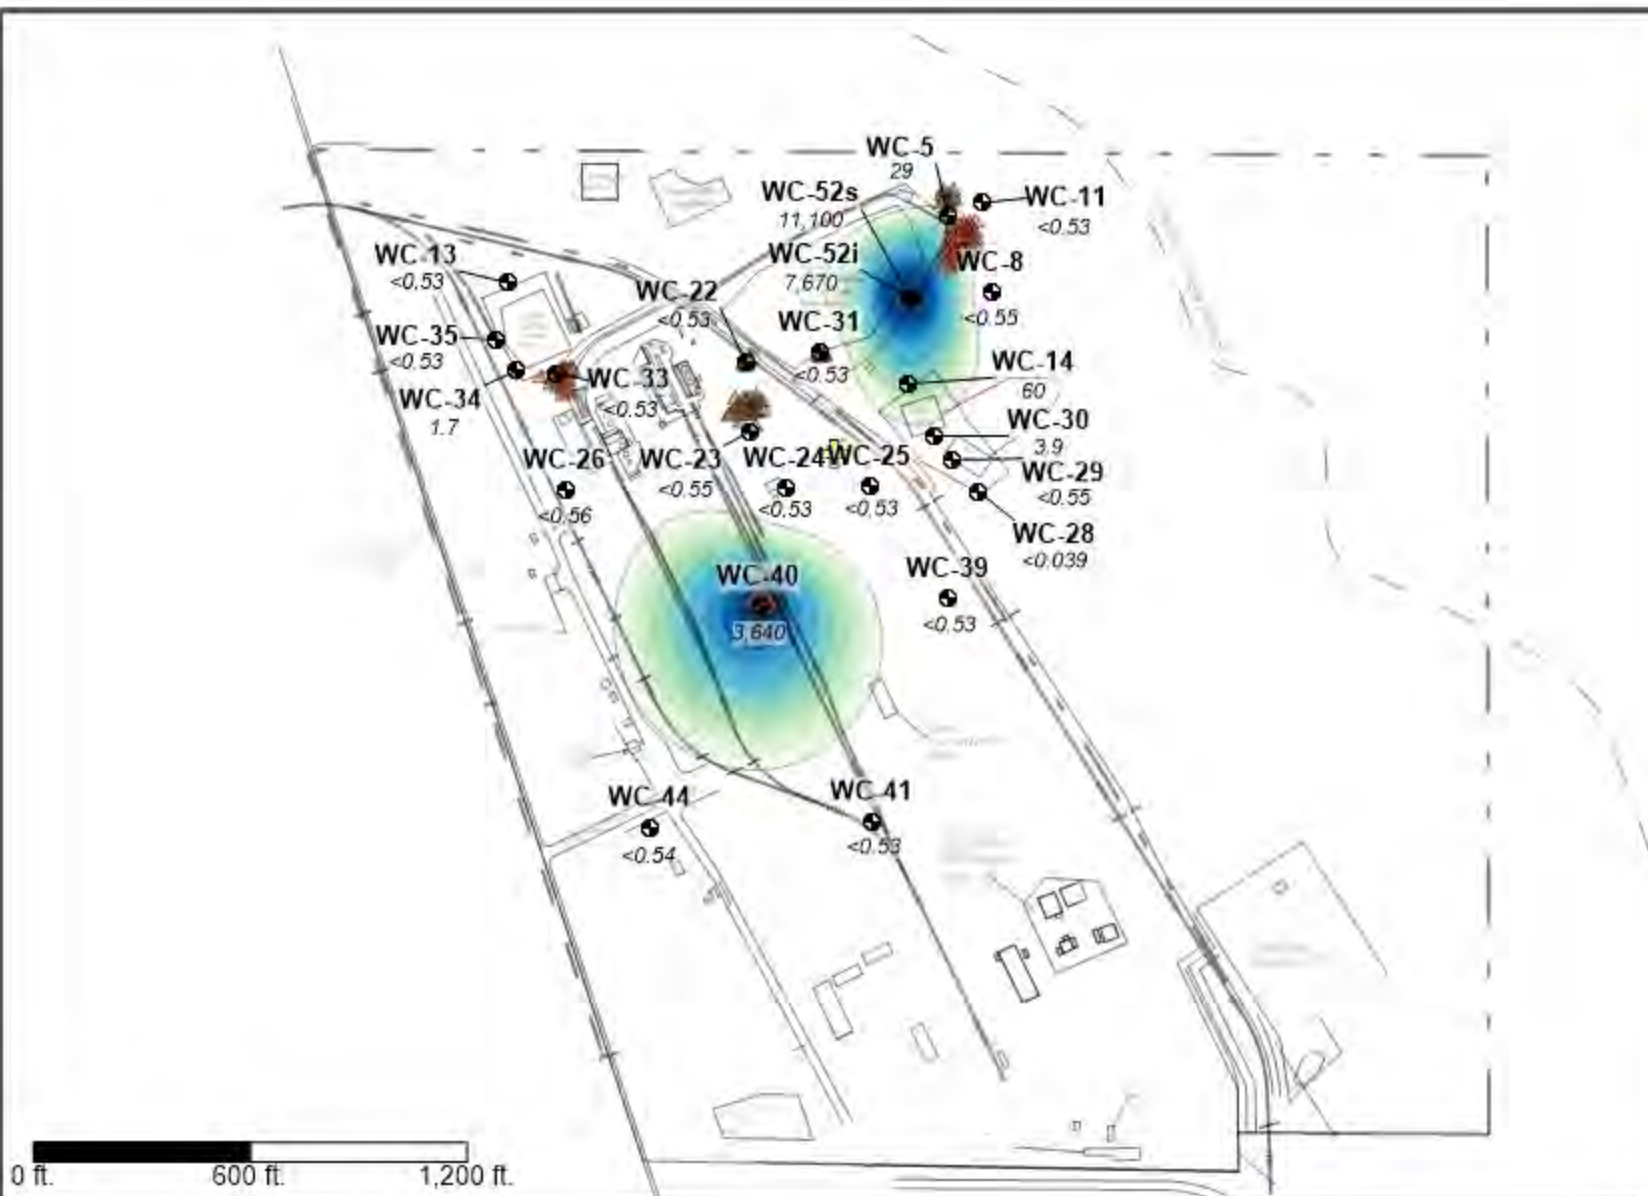 WC-5
29
WC-52s
11,100
WC-11
<0.53
WC-13
<0.53
WC-52i
7,670
WC-8
<0.55
WC-22
<0.53
WC-31
<0.53
WC-35
<0.53
WC-14
60
WC-33
<0.53
WC-34
1.7
WC-30
3.9
WC-26
<0.56
WC-23
<0.55
WC-24
<0.53
WC-25
<0.53
WC-29
<0.55
WC-28
<0.039
WC-40
3,640
WC-39
<0.53
WC-44
<0.54
WC-41
<0.53
0 ft. 600 ft. 1,200 ft.